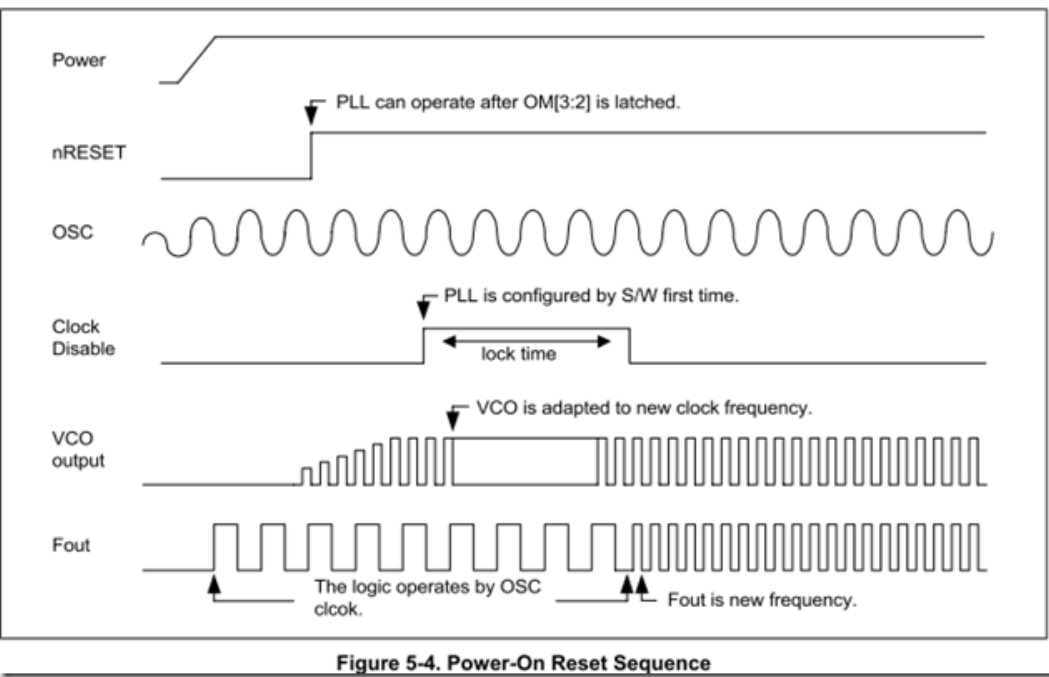 Power
PLL can operate after OM[3:2] is latched.
nRESET
OSC
PLL is configured by S/W first time.
Clock
Disable
lock time
VCO is adapted to new clock frequency.
VCO
output
Fout
The logic operates by OSC
clcok.
Fout is new frequency.
Figure 5-4. Power-On Reset Sequence